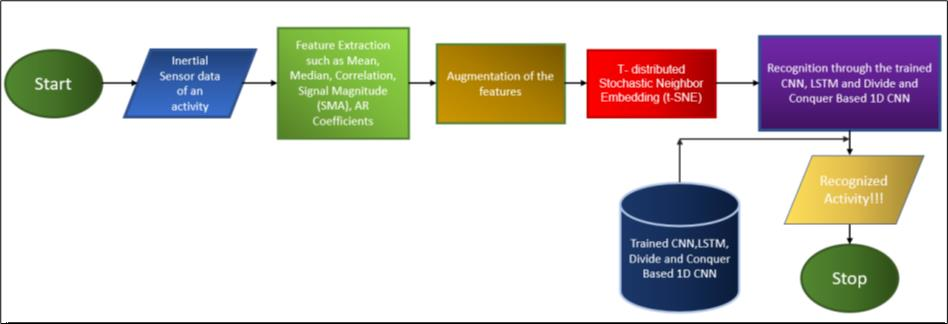 Start
Inertial
Sensor data
of an
activity
Feature Extraction
such as Mean,
Median, Correlation,
Signal Magnitude
(SMA), AR
Coefficients
Augmentation of the
features
T- distributed
Stochastic Neighbor
Embedding (t-SNE)
Recognition through the trained
CNN, LSTM and Divide and
Conquer Based 1D CNN
Recognized
Activity!!!
Trained CNN,LSTM,
Divide and Conquer
Based 1D CNN
Stop